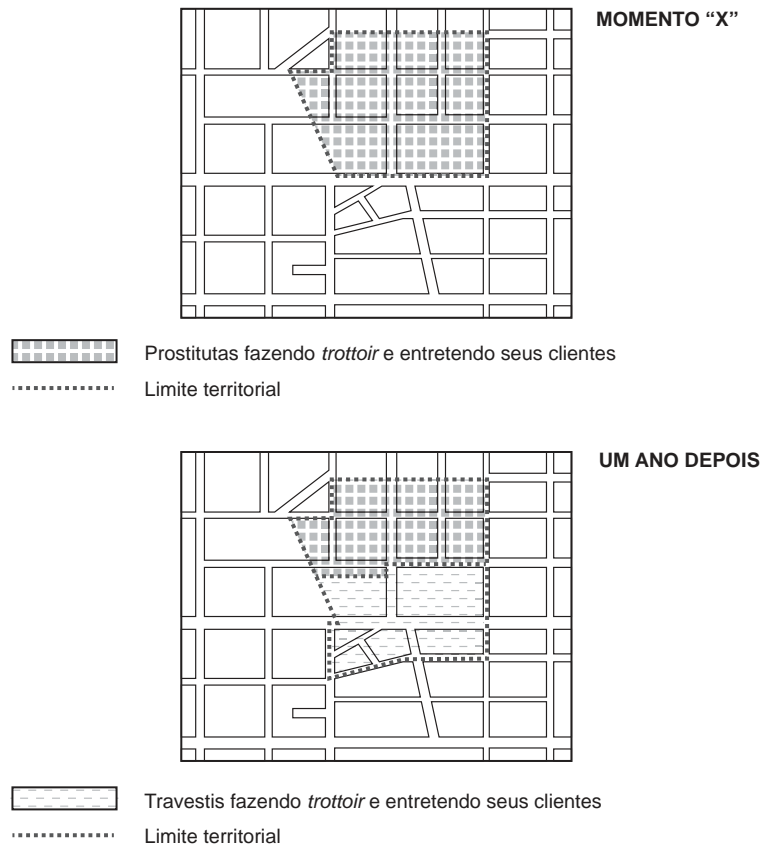 MOMENTO “X”
Prostitutas fazendo trottoir e entretendo seus clientes
Limite territorial
UM ANO DEPOIS
Travestis fazendo trottoir e entretendo seus clientes
Limite territorial